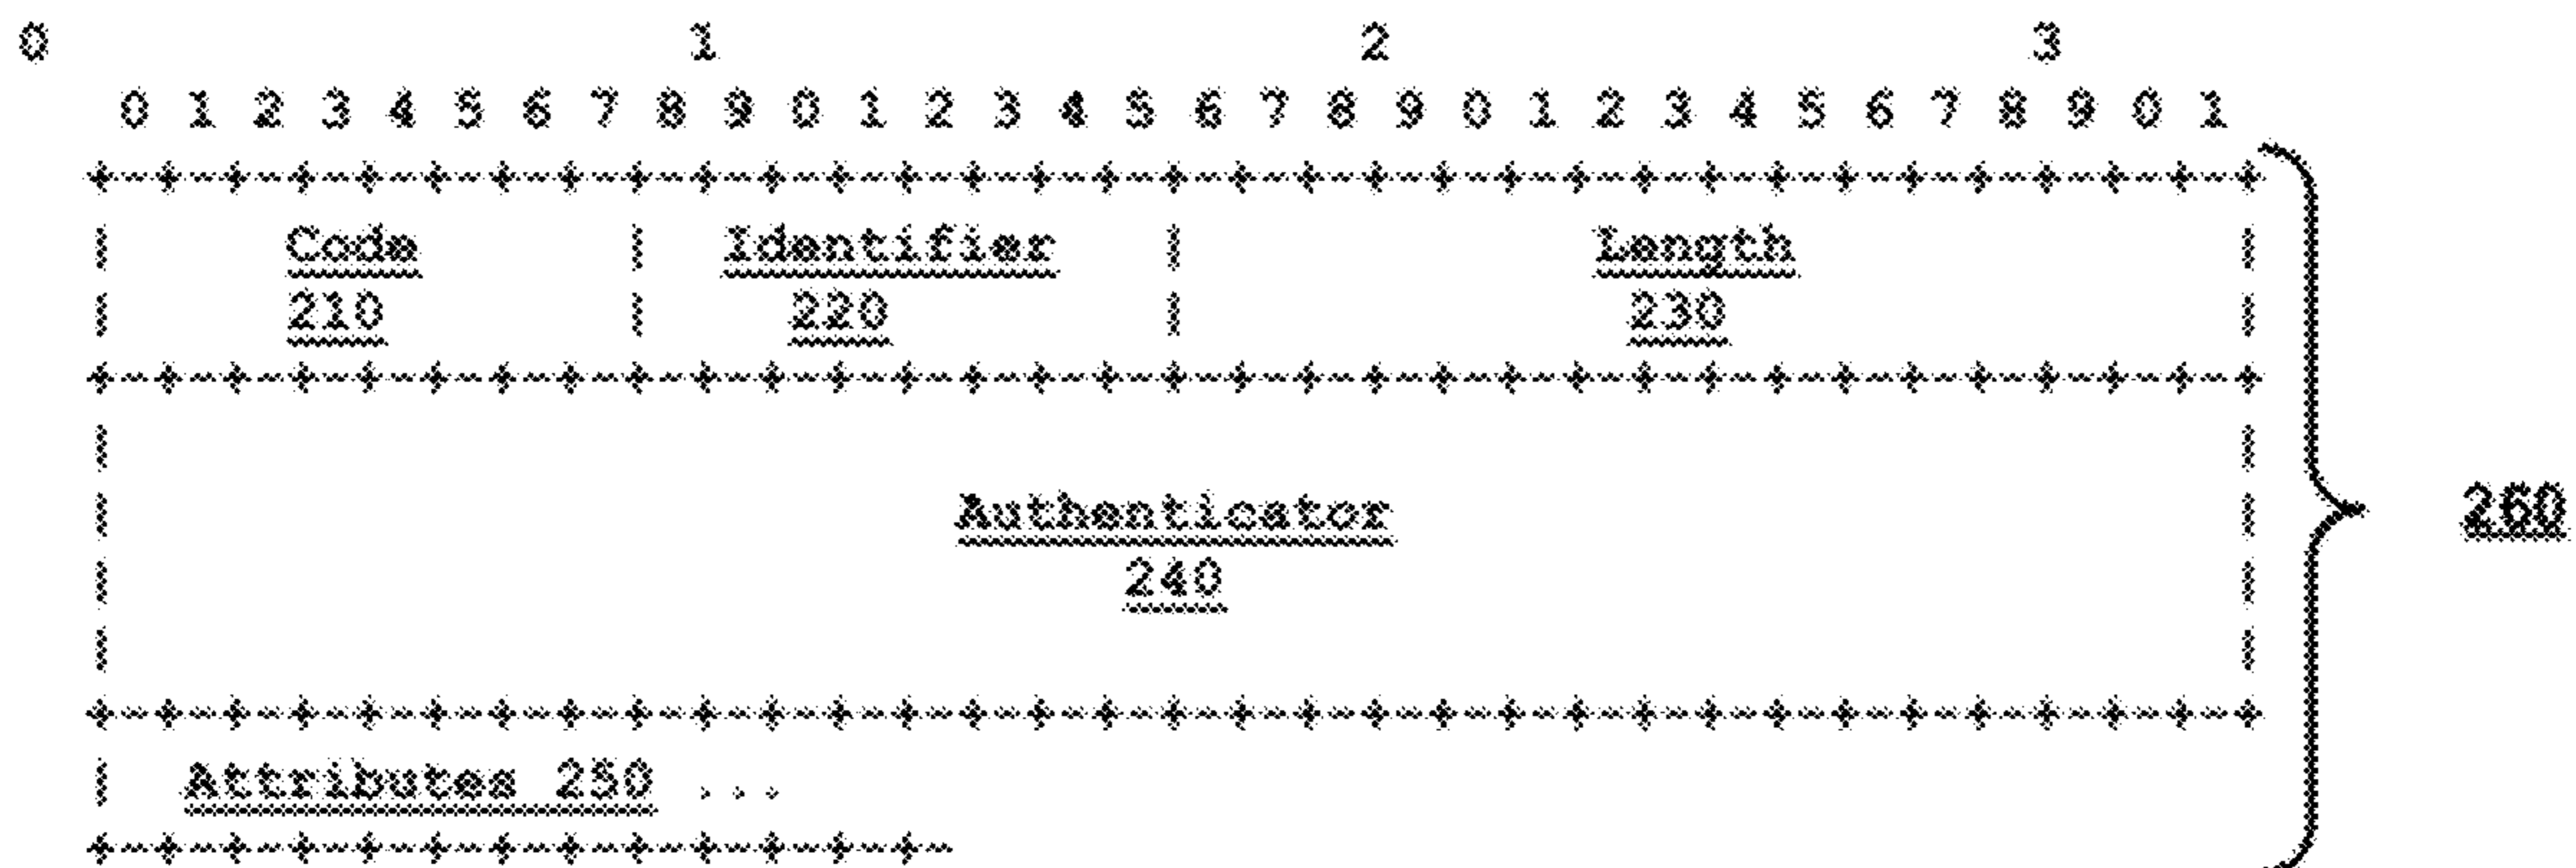 0 1 2 3
0 1 2 3 4 5 6 7 8 9 0 1 2 3 4 5 6 7 8 9 0 1 2 3 4 5 6 7 8 9 0 1
+-+-+-+-+-+-+-+-+-+-+-+-+-+-+-+-+-+-+-+-+-+-+-+-+-+-+-+-+-+-+-+-+
| Code | Identifier | Length |
| 210 | 220 | 230 |
+-+-+-+-+-+-+-+-+-+-+-+-+-+-+-+-+-+-+-+-+-+-+-+-+-+-+-+-+-+-+-+-+
| |
| Authenticator | 260
| 240 |
| |
+-+-+-+-+-+-+-+-+-+-+-+-+-+-+-+-+-+-+-+-+-+-+-+-+-+-+-+-+-+-+-+-+
| Attributes 250 ...
+-+-+-+-+-+-+-+-+-+-+-+-+-